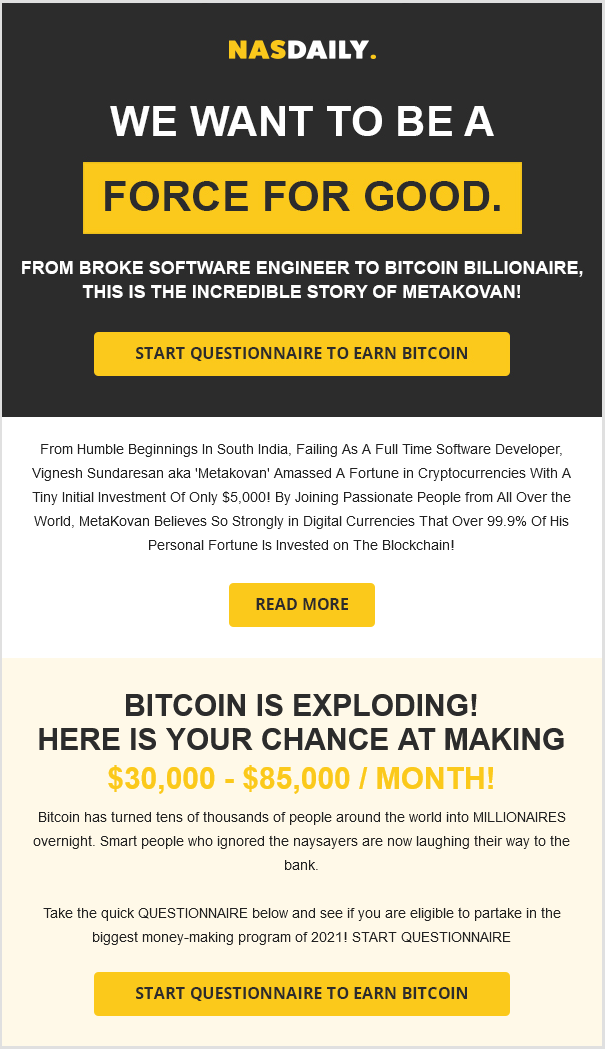 NASDAILY.
WE WANT TO BE A
FORCE FOR GOOD.
FROM BROKE SOFTWARE ENGINEER TO BITCOIN BILLIONAIRE,
THIS IS THE INCREDIBLE STORY OF METAKOVAN!
START QUESTIONNAIRE TO EARN BITCOIN
From Humble Beginnings In South India, Failing As A Full Time Software Developer,
Vignesh Sundaresan aka 'Metakovan' Amassed A Fortune in Cryptocurrencies With A
Tiny Initial Investment Of Only $5,000! By Joining Passionate People from All Over the
World, MetaKovan Believes So Strongly in Digital Currencies That Over 99.9% Of His
Personal Fortune Is Invested on The Blockchain!
READ MORE
BITCOIN IS EXPLODING!
HERE IS YOUR CHANCE AT MAKING
$30,000 - $85,000 / MONTH!
Bitcoin has turned tens of thousands of people around the world into MILLIONAIRES
overnight. Smart people who ignored the naysayers are now laughing their way to the
bank.
Take the quick QUESTIONNAIRE below and see if you are eligible to partake in the
biggest money-making program of 2021! START QUESTIONNAIRE
START QUESTIONNAIRE TO EARN BITCOIN